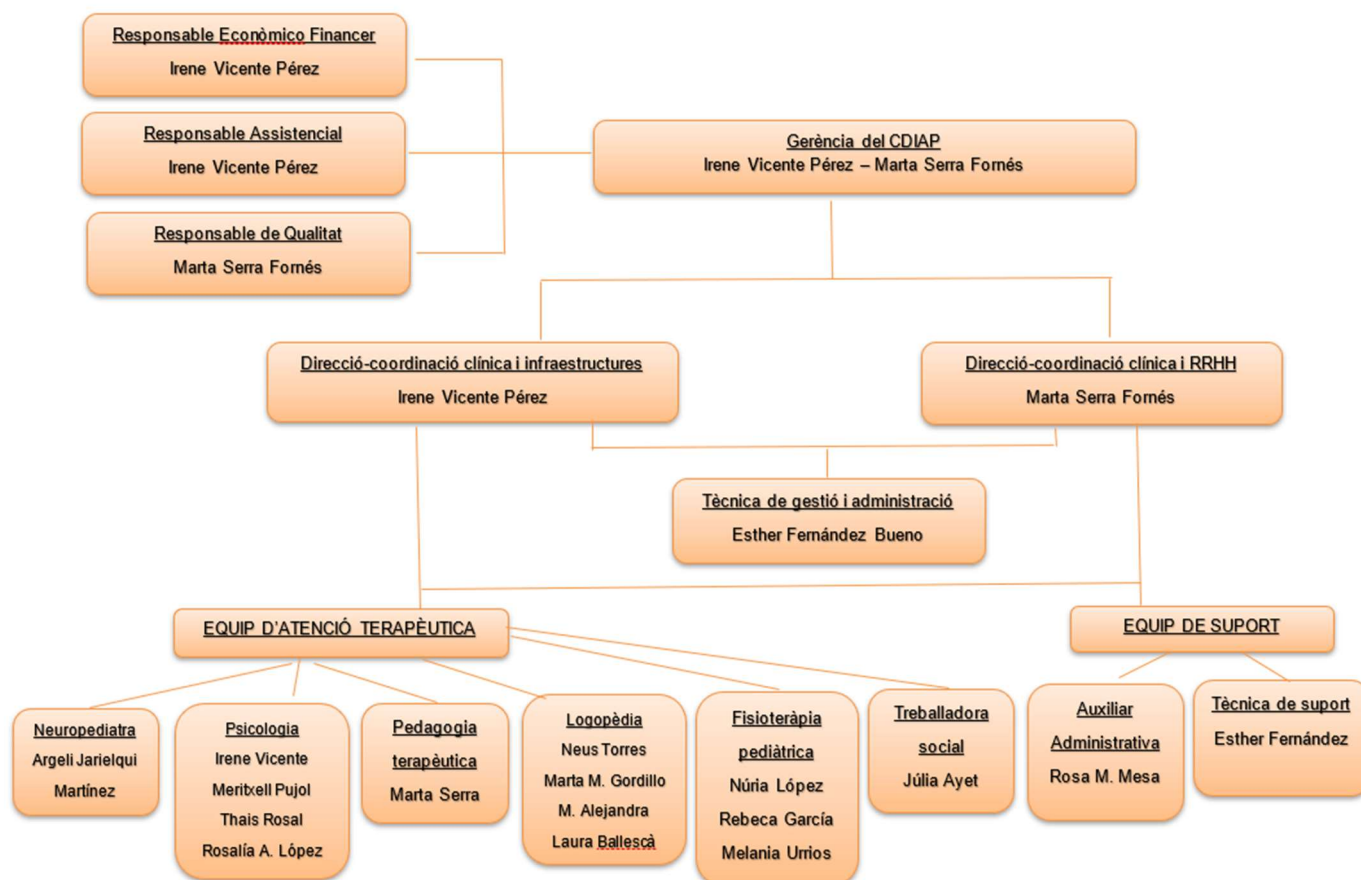 Responsable Econòmico Financer
Irene Vicente Pérez
Responsable Assistencial
Irene Vicente Pérez
Responsable de Qualitat
Marta Serra Fornés
Gerència del CDIAP
Irene Vicente Pérez – Marta Serra Fornés
Direcció-coordinació clínica i infraestructures
Irene Vicente Pérez
Direcció-coordinació clínica i RRHH
Marta Serra Fornés
Tècnica de gestió i administració
Esther Fernández Bueno
EQUIP D'ATENCIÓ TERAPÈUTICA
EQUIP DE SUPORT
Neuropediatra
Argeli Jarielqui
Martínez
Psicologia
Irene Vicente
Meritxell Pujol
Thais Rosal
Rosalía A. López
Pedagogia
terapèutica
Marta Serra
Logopèdia
Neus Torres
Marta M. Gordillo
M. Alejandra
Laura Ballescà
Fisioteràpia
pediàtrica
Núria López
Rebeca García
Melania Urrios
Treballadora
social
Júlia Ayet
Auxiliar
Administrativa
Rosa M. Mesa
Tècnica de suport
Esther Fernández